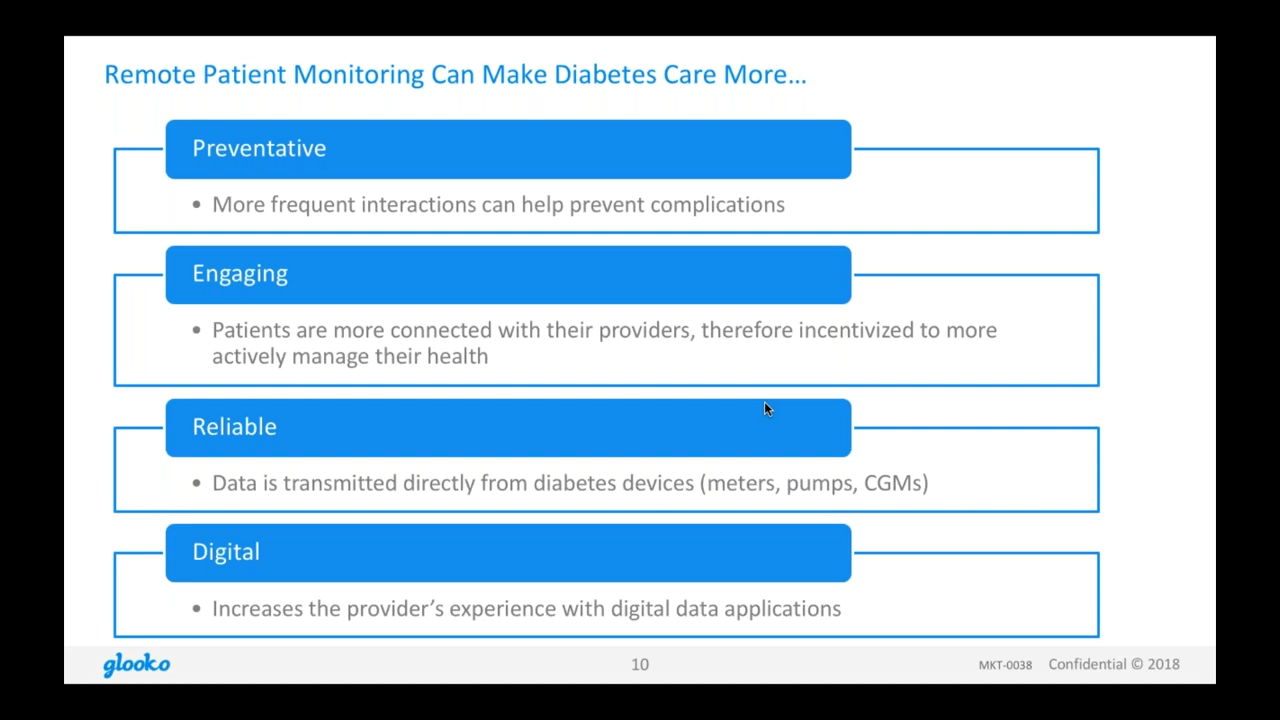 Remote Patient Monitoring Can Make Diabetes Care More...
Preventative
• More frequent interactions can help prevent complications
Engaging
• Patients are more connected with their providers, therefore incentivized to more
actively manage their health
Reliable
• Data is transmitted directly from diabetes devices (meters, pumps, CGMs)
Digital
• Increases the provider’s experience with digital data applications
glooko
10
MKT-0038 Confidential © 2018